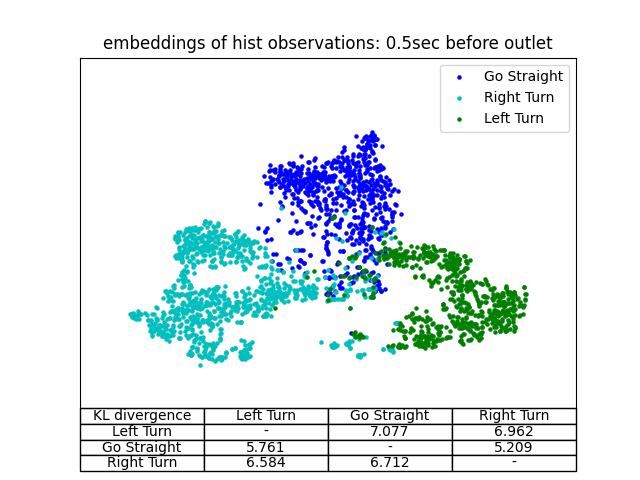 embeddings of hist observations: 0.5sec before outlet
Go Straight
Right Turn
Left Turn
KL divergence Left Turn Go Straight Right Turn
Left Turn - 7.077 6.962
Go Straight 5.761 - 5.209
Right Turn 6.584 6.712 -